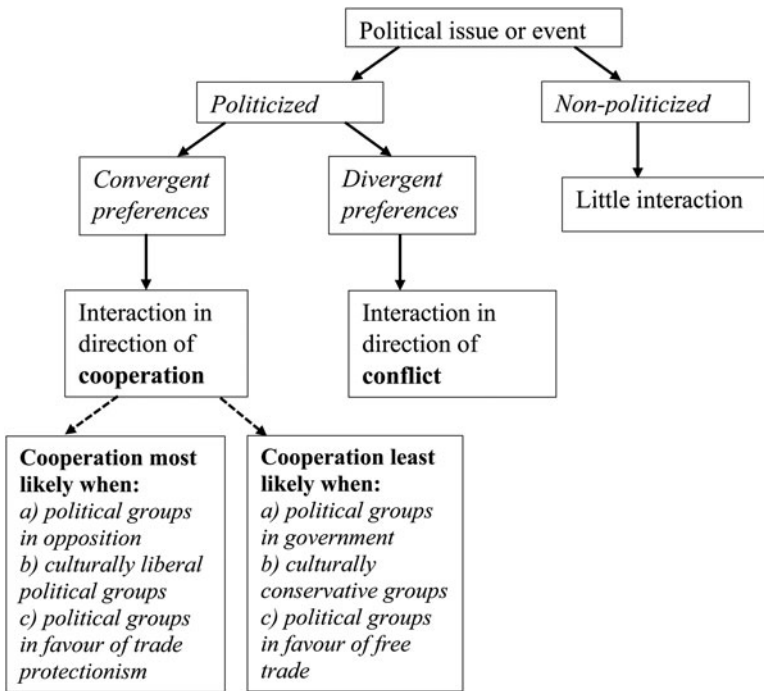 Political issue or event
Politicized
Non-politicized
Convergent
preferences
Divergent
preferences
Little interaction
Interaction in
direction of
cooperation
Interaction in
direction of
conflict
Cooperation most
likely when:
a) political groups
in opposition
b) culturally liberal
political groups
c) political groups
in favour of trade
protectionism
Cooperation least
likely when:
a) political groups
in government
b) culturally
conservative groups
c) political groups
in favour of free
trade